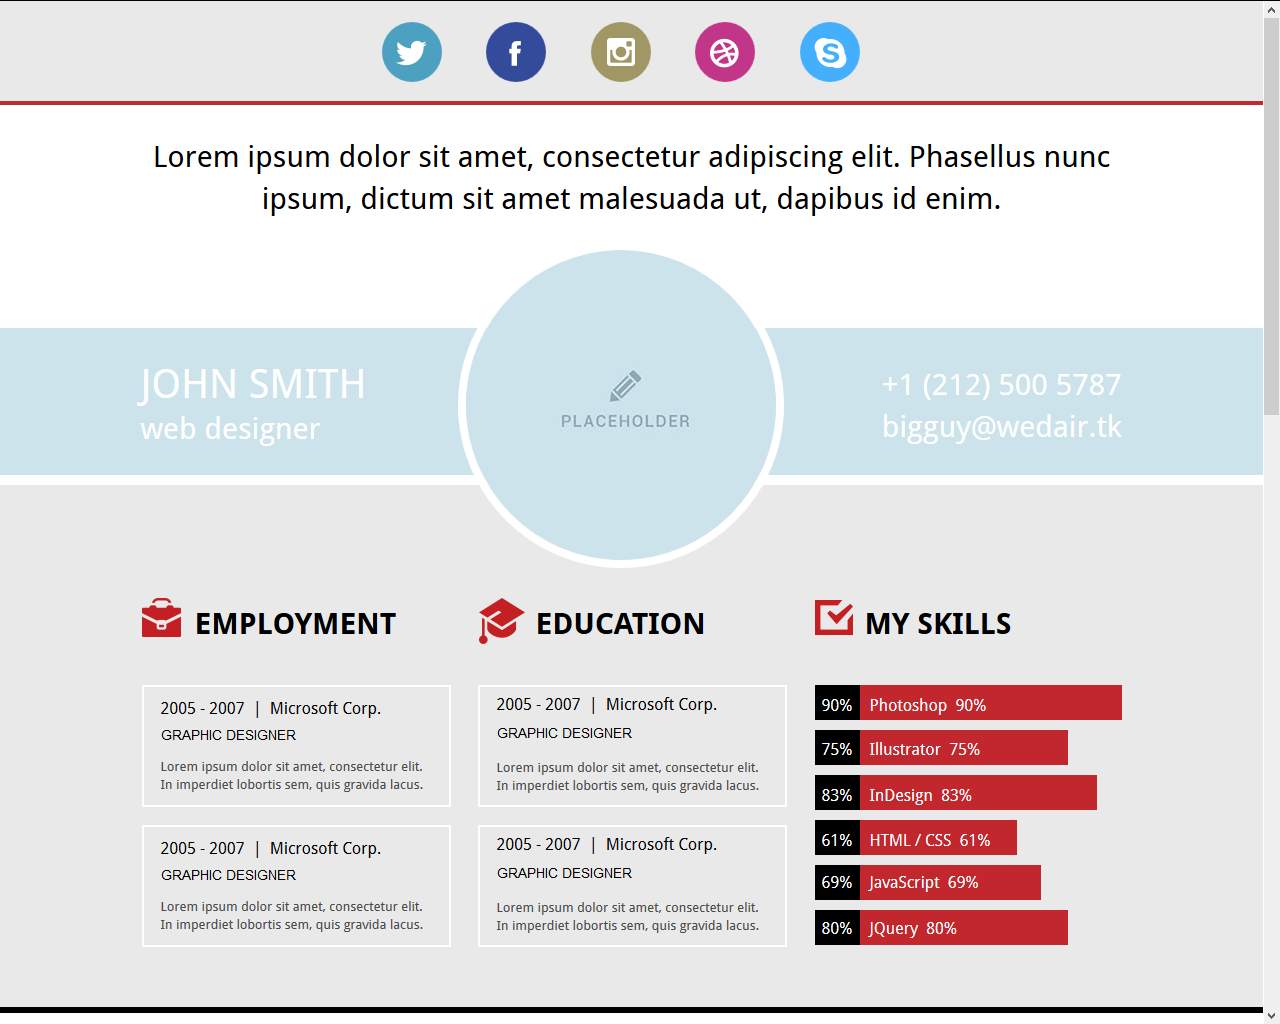 Lorem ipsum dolor sit amet, consectetur adipiscing elit. Phasellus nunc
ipsum, dictum sit amet malesuada ut, dapibus id enim.
JOHN SMITH
web designer
PLACEHOLDER
+1 (212) 500 5787
bigguy@wedair.tk
EMPLOYMENT
2005 - 2007 | Microsoft Corp.
GRAPHIC DESIGNER
Lorem ipsum dolor sit amet, consectetur elit.
In imperdiet lobortis sem, quis gravida lacus.
2005 - 2007 | Microsoft Corp.
GRAPHIC DESIGNER
Lorem ipsum dolor sit amet, consectetur elit.
In imperdiet lobortis sem, quis gravida lacus.
EDUCATION
2005 - 2007 | Microsoft Corp.
GRAPHIC DESIGNER
Lorem ipsum dolor sit amet, consectetur elit.
In imperdiet lobortis sem, quis gravida lacus.
2005 - 2007 | Microsoft Corp.
GRAPHIC DESIGNER
Lorem ipsum dolor sit amet, consectetur elit.
In imperdiet lobortis sem, quis gravida lacus.
MY SKILLS
90% Photoshop 90%
75% Illustrator 75%
83% InDesign 83%
61% HTML / CSS 61%
69% JavaScript 69%
80% JQuery 80%